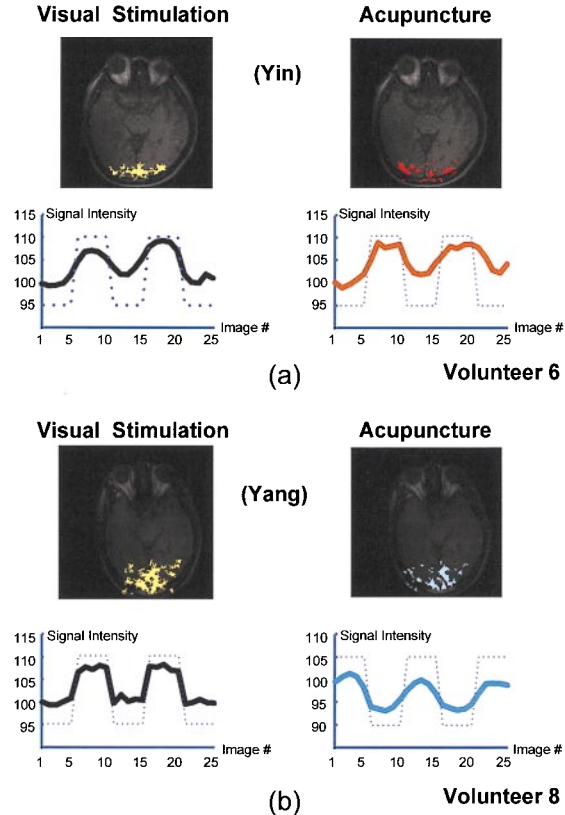 Visual Stimulation
Acupuncture
(Yin)
115
Signal Intensity
110
105
100
95
1
5
10
15
20
25
Image #
115
Signal Intensity
110
105
100
95
1
5
10
15
20
25
Image #
(a)
Volunteer 6
Visual Stimulation
Acupuncture
(Yang)
115
Signal Intensity
110
105
100
95
1
5
10
15
20
25
Image #
110
Signal Intensity
105
100
95
90
1
5
10
15
20
25
Image #
(b)
Volunteer 8